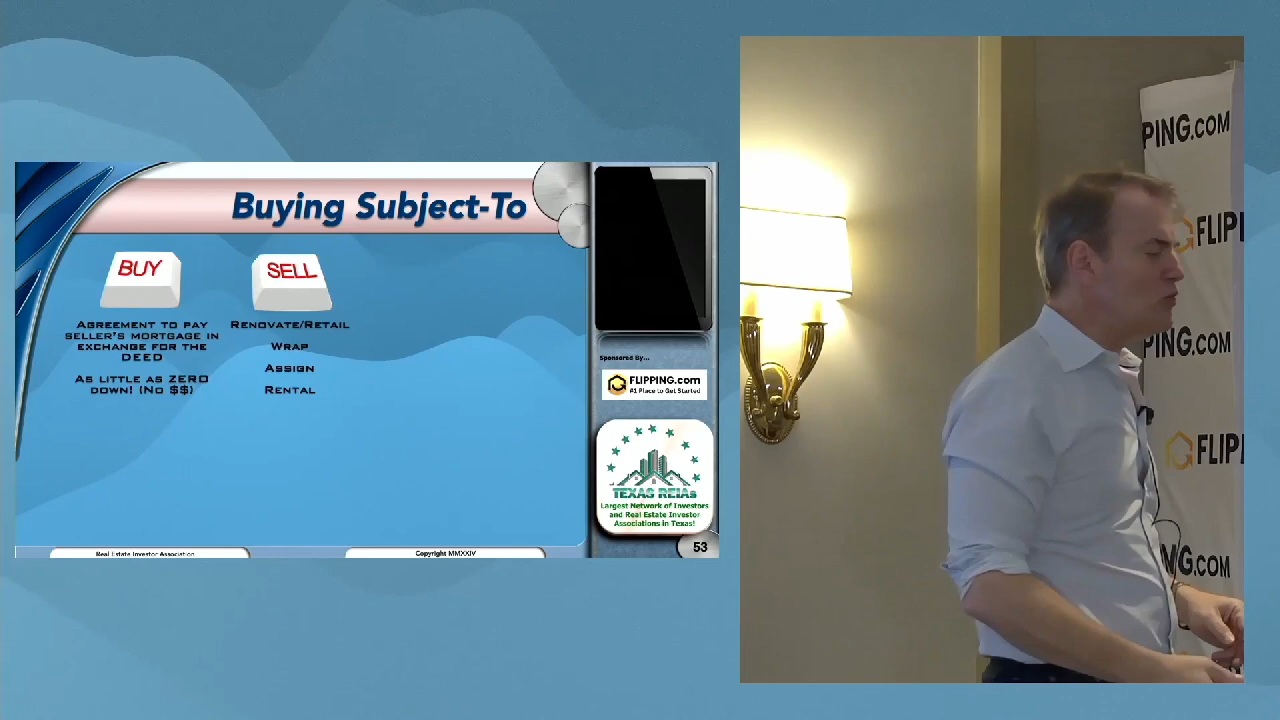 Buying Subject-To
BUY
SELL
AGREEMENT TO PAY
SELLER'S MORTGAGE IN
EXCHANGE FOR THE
DEED
AS LITTLE AS ZERO
DOWN! (NO $$)
RENOVATE/RETAIL
WRAP
ASSIGN
RENTAL
Sponsored By...
FLIPPING.com
#1 Place to Get Started
TEXAS REIAs
Largest Network of Investors
and Real Estate Investor
Associations in Texas!
Real Estate Investor Association
Copyright MMXXIV
53
PING.COM
FLIPI
PING.COM
FLIPI
NG.COM